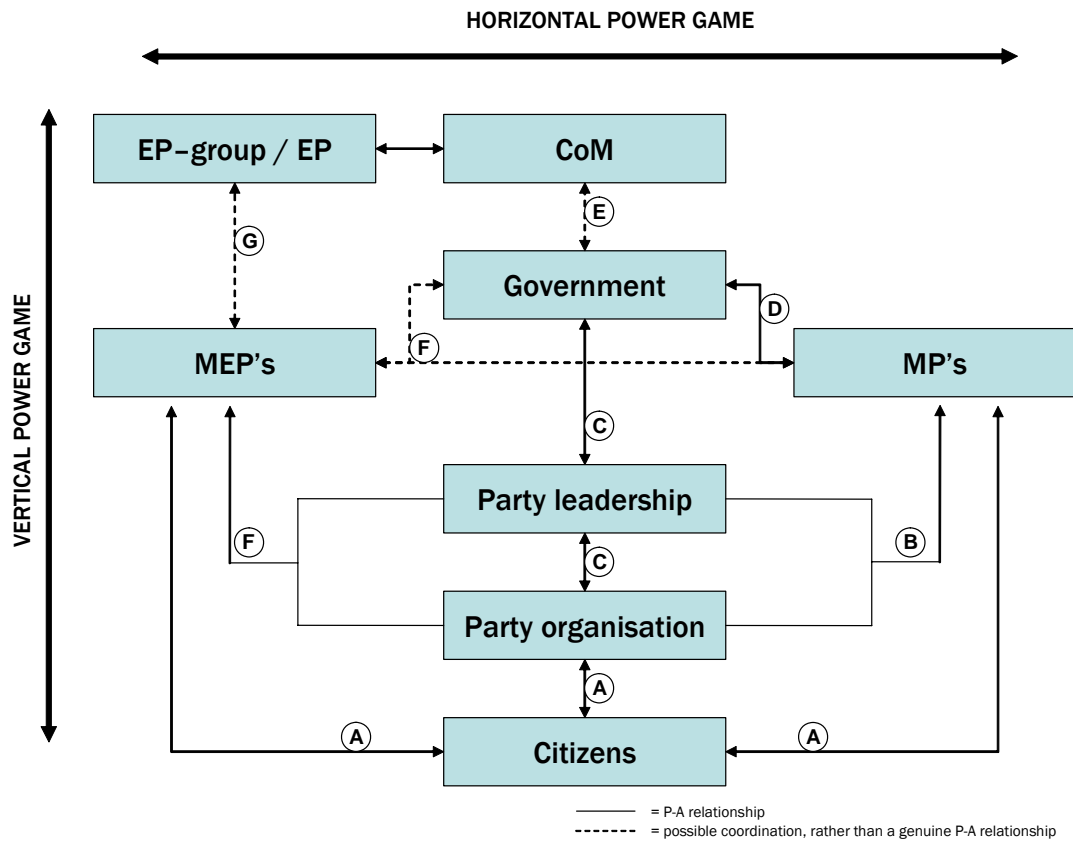 HORIZONTAL POWER GAME
VERTICAL POWER GAME
EP–group / EP
CoM
E
G
Government
D
F
MEP's
MP's
C
Party leadership
F
B
C
Party organisation
A
A
A
Citizens
= P-A relationship
= possible coordination, rather than a genuine P-A relationship